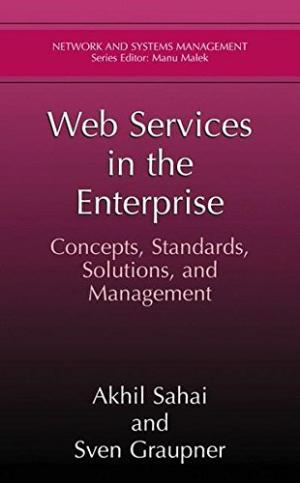 NETWORK AND SYSTEMS MANAGEMENT
Series Editor: Manu Malek
Web Services
in the
Enterprise
Concepts, Standards,
Solutions, and
Management
Akhil Sahai
and
Sven Graupner